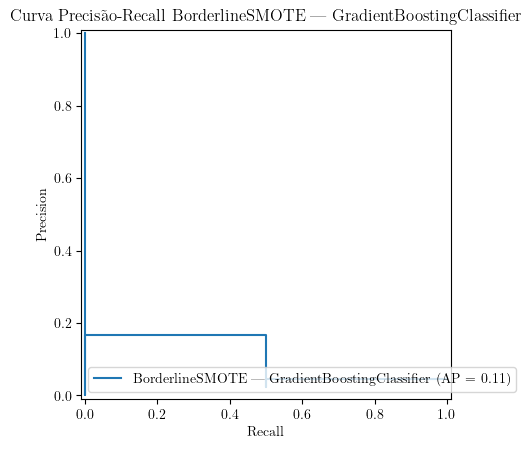 Curva Precisão-Recall BorderlineSMOTE — GradientBoostingClassifier
1.0
0.8
0.6
0.4
0.2
0.0
Precision
BorderlineSMOTE — GradientBoostingClassifier (AP = 0.11)
0.0 0.2 0.4 0.6 0.8 1.0
Recall